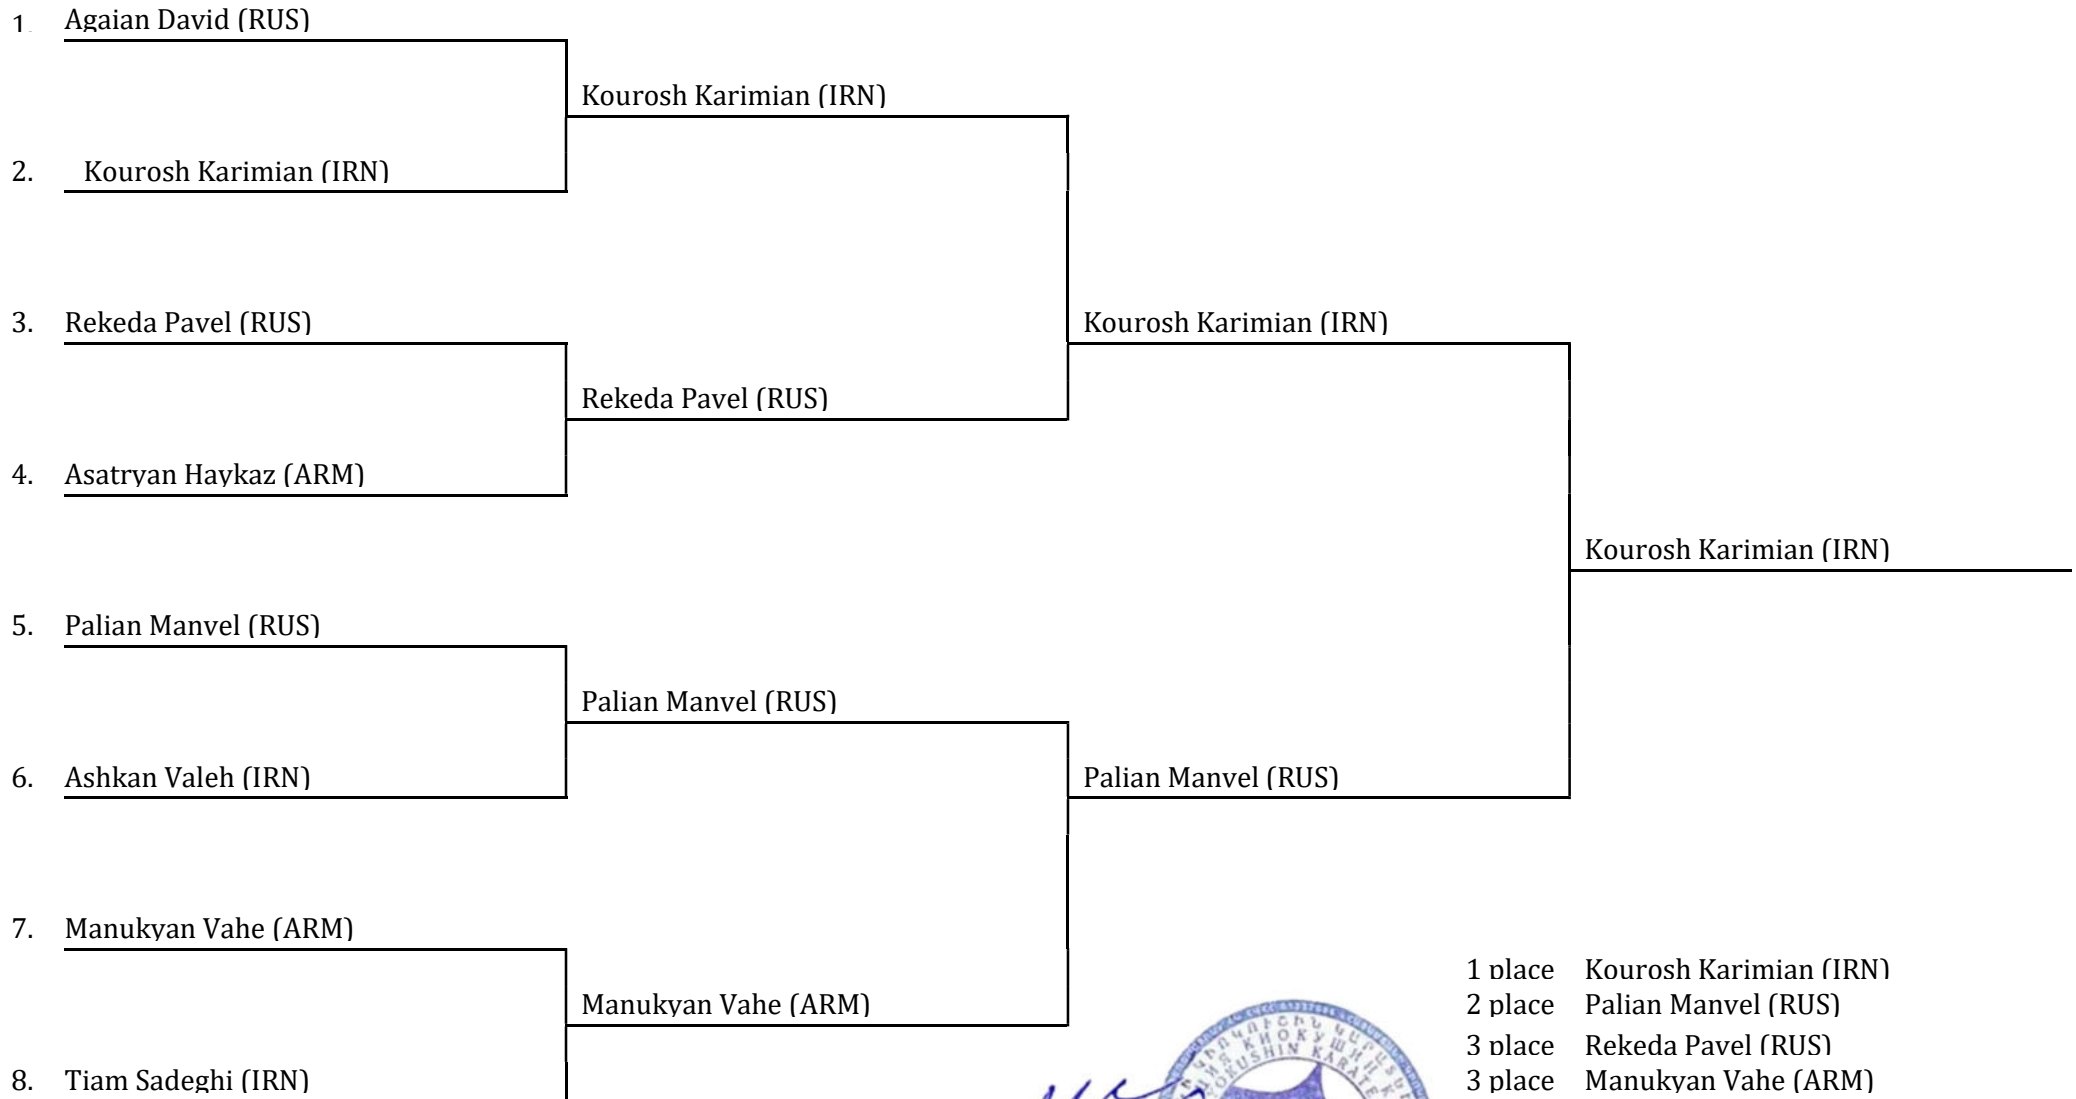 1. Agaian David (RUS)
Kourosh Karimian (IRN)
2. Kourosh Karimian (IRN)
3. Rekeda Pavel (RUS)
Kourosh Karimian (IRN)
Rekeda Pavel (RUS)
4. Asatryan Haykaz (ARM)
Kourosh Karimian (IRN)
5. Palian Manvel (RUS)
Palian Manvel (RUS)
6. Ashkan Valeh (IRN)
Palian Manvel (RUS)
7. Manukyan Vahe (ARM)
1 place Kourosh Karimian (IRN)
Manukyan Vahe (ARM)
2 place Palian Manvel (RUS)
3 place Rekeda Pavel (RUS)
8. Tiam Sadeghi (IRN)
3 place Manukyan Vahe (ARM)
KARATE